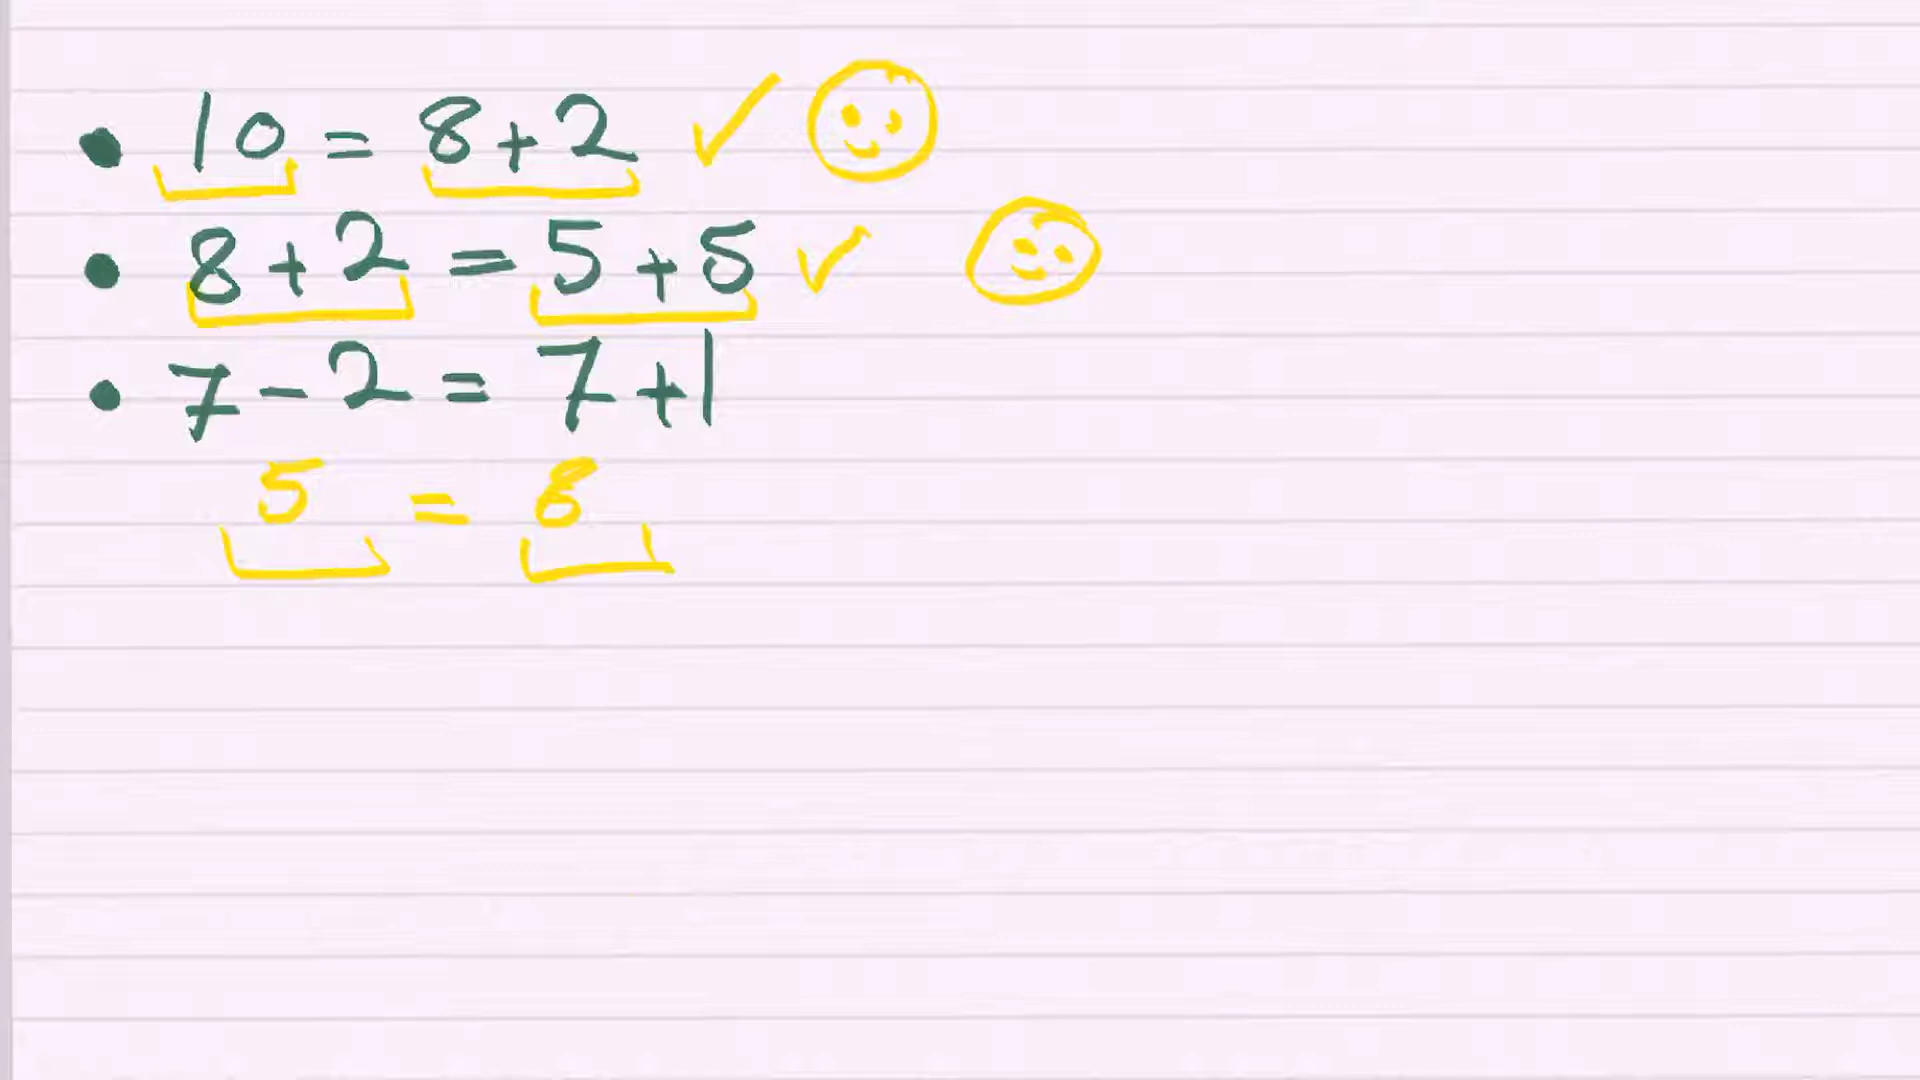 • 10 = 8+2 ✓
• 8+2 = 5+5 ✓
• 7-2 = 7+1
5 = 8